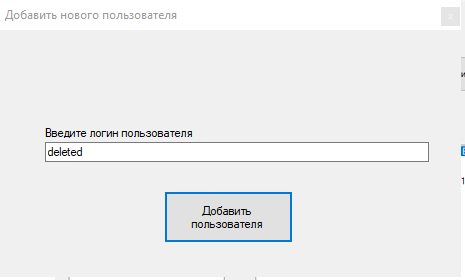 Добавить нового пользователя
Введите логин пользователя
deleted
Добавить
пользователя